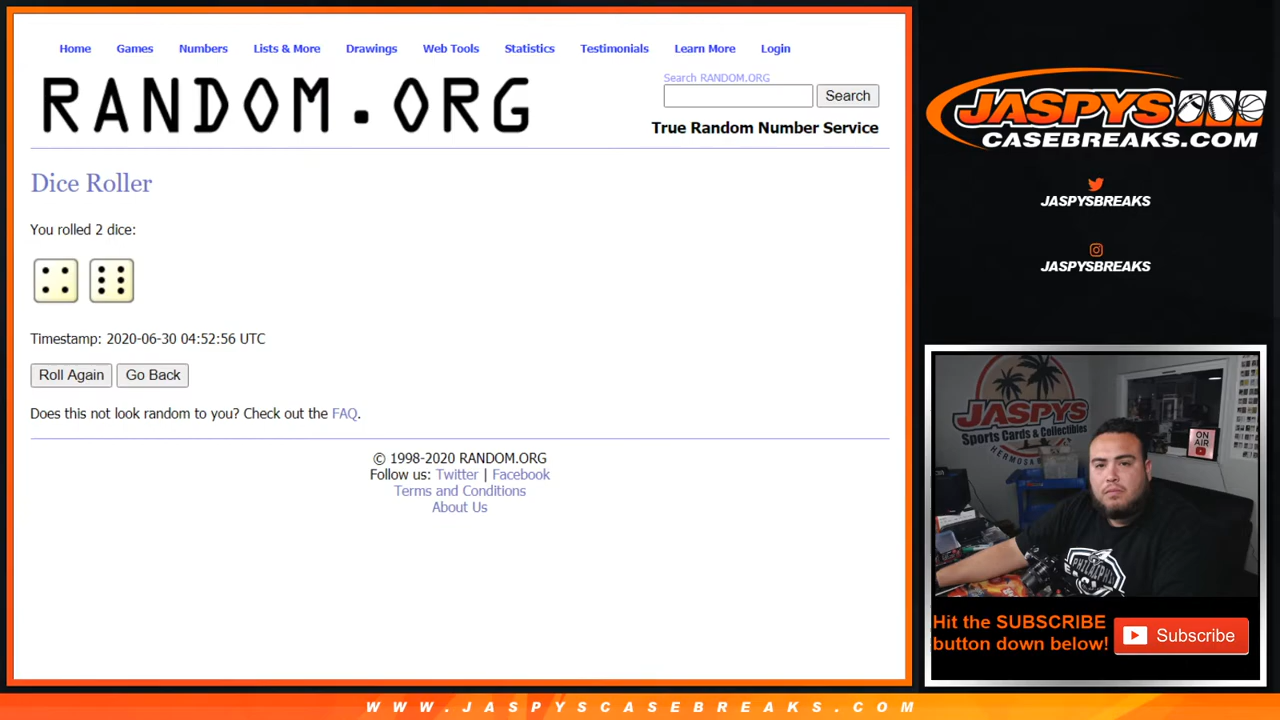 Home Games Numbers Lists & More Drawings Web Tools Statistics Testimonials Learn More Login
RANDOM.ORG
Search RANDOM.ORG
Search
True Random Number Service
Dice Roller
You rolled 2 dice:
Timestamp: 2020-06-30 04:52:56 UTC
Roll Again Go Back
Does this not look random to you? Check out the FAQ.
© 1998-2020 RANDOM.ORG
Follow us: Twitter | Facebook
Terms and Conditions
About Us
JASPYS
CASEBREAKS.COM
JASPYSBREAKS
JASPYSBREAKS
JASPYS
Sports Cards & Collectibles
HERMOSA
ON
AIR
Hit the SUBSCRIBE
button down below!
Subscribe
WWW.JASPYSCASEBREAKS.COM